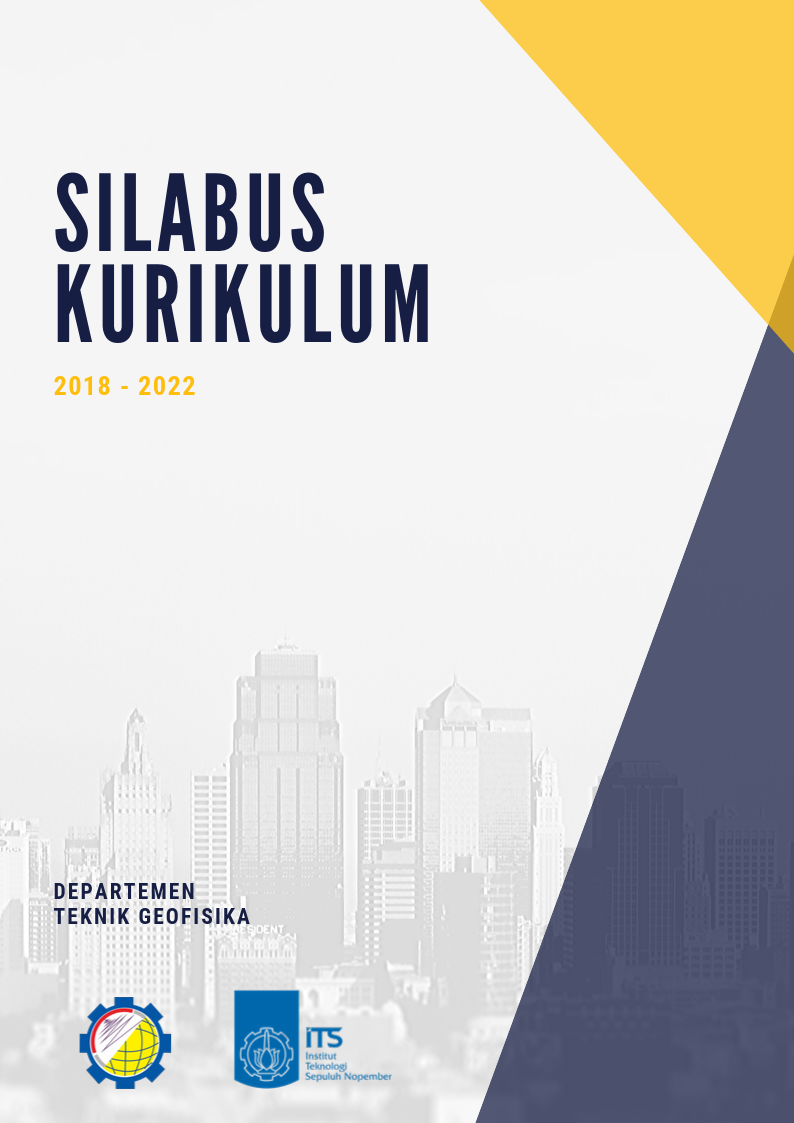 SILABUS
KURIKULUM
2018 - 2022
DEPARTEMEN
TEKNIK GEOFISIKA
iTS
Institut
Teknologi
Sepuluh Nopember